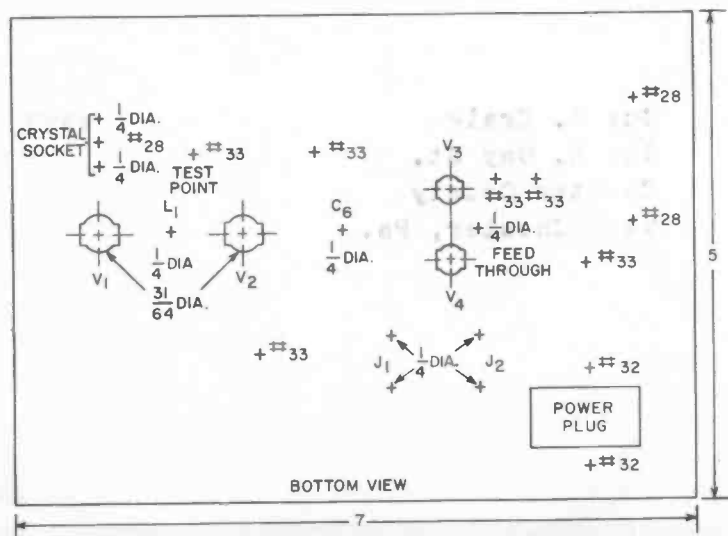 #28
1/4 DIA.
CRYSTAL
SOCKET
#28
1/4 DIA.
#33
TEST
POINT
#33
V3
#33 #33
1/4 DIA.
FEED
THROUGH
#28
#33
L1
1/4 DIA
C6
1/4 DIA.
V1
31/64 DIA.
V2
V4
5
#33
J1
1/4 DIA.
J2
#32
POWER
PLUG
#32
BOTTOM VIEW
7